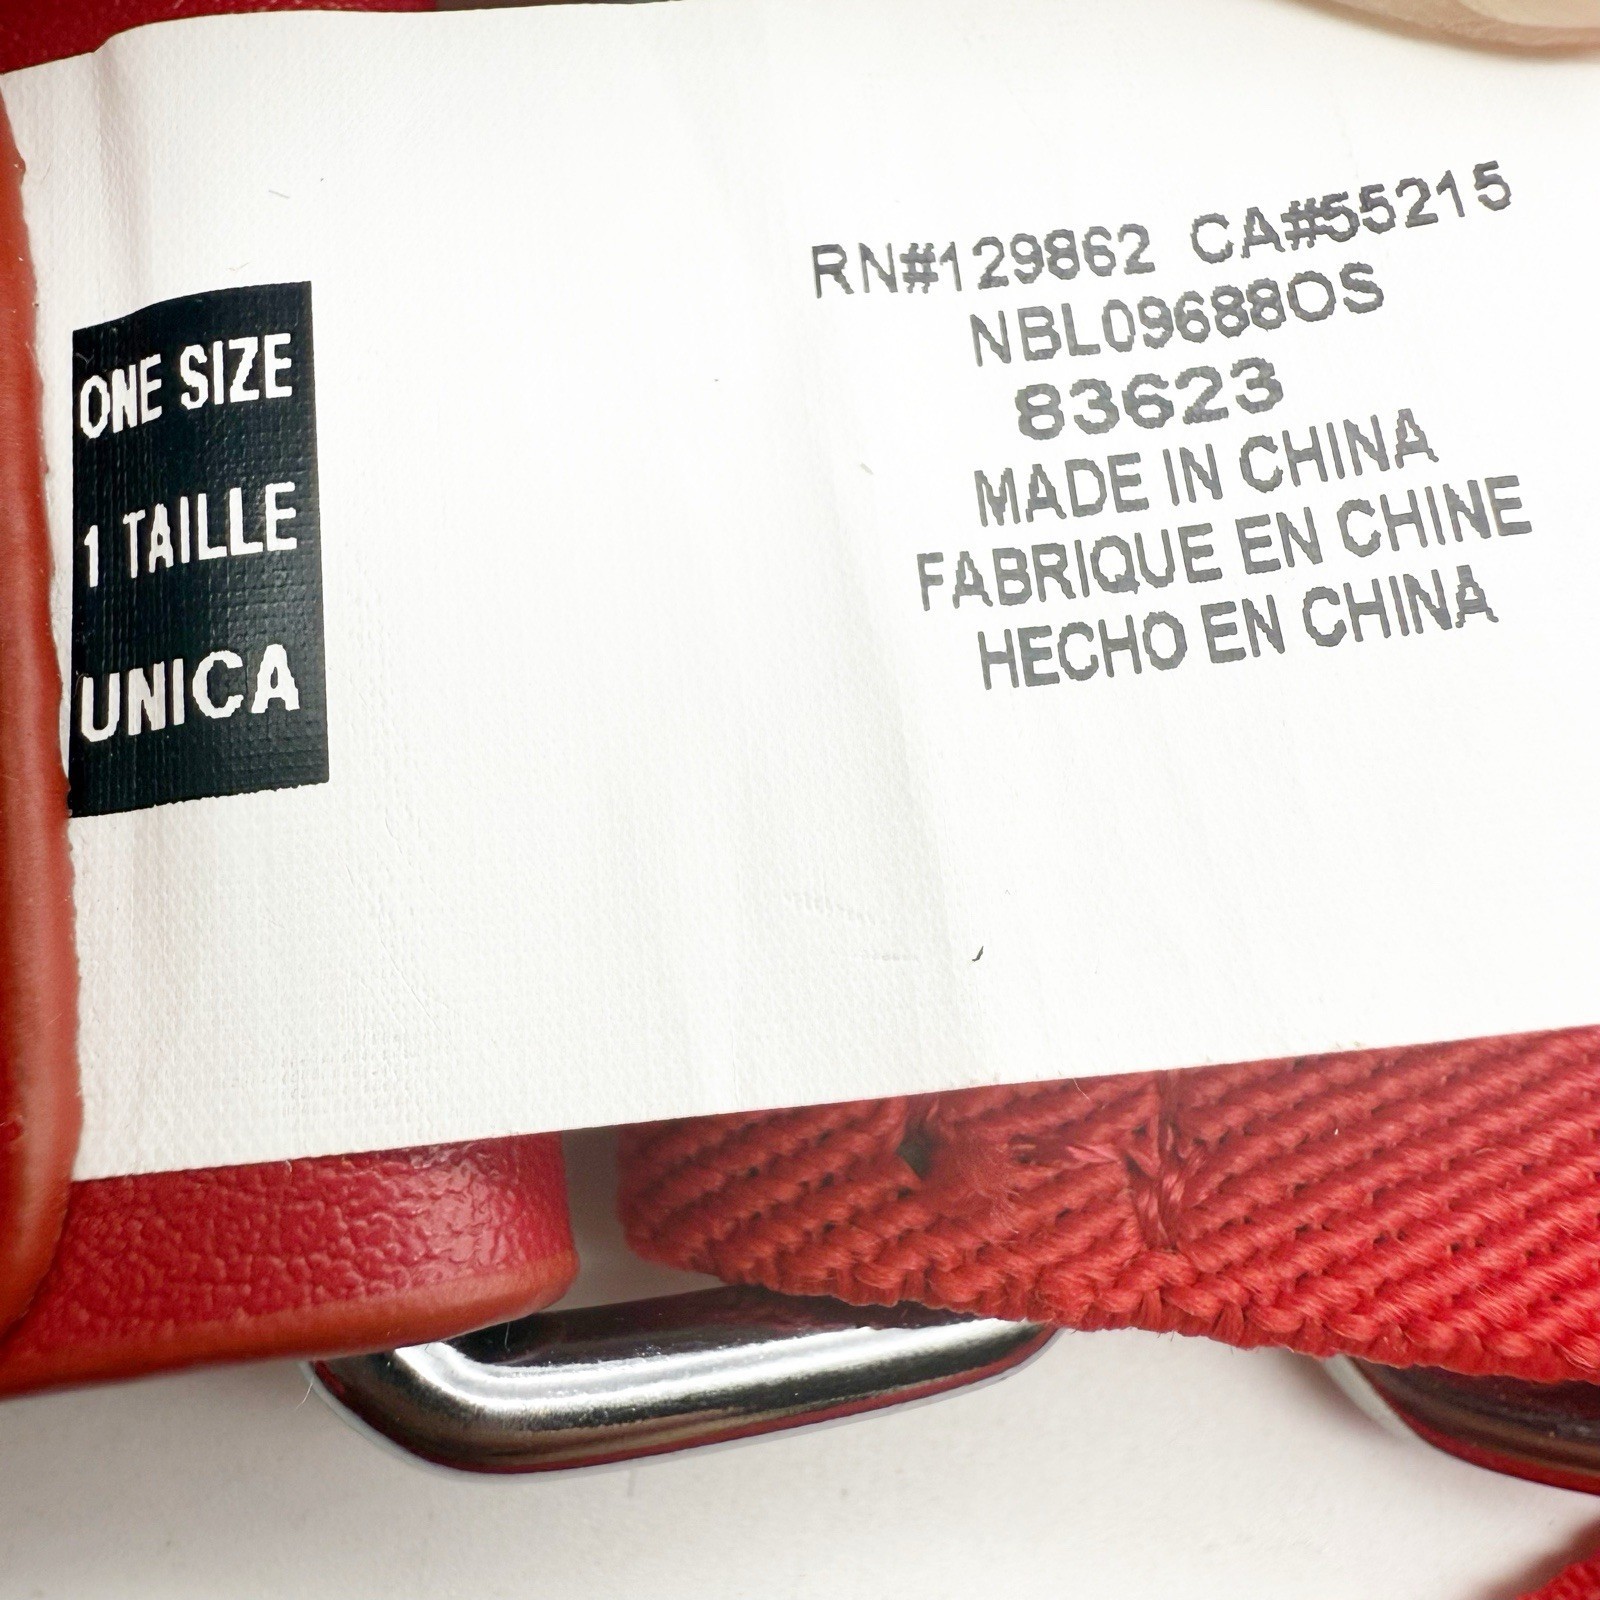 ONE SIZE
1 TAILLE
UNICA
RN#129862 CA#55215
NBL09688OS
83623
MADE IN CHINA
FABRIQUE EN CHINE
HECHO EN CHINA